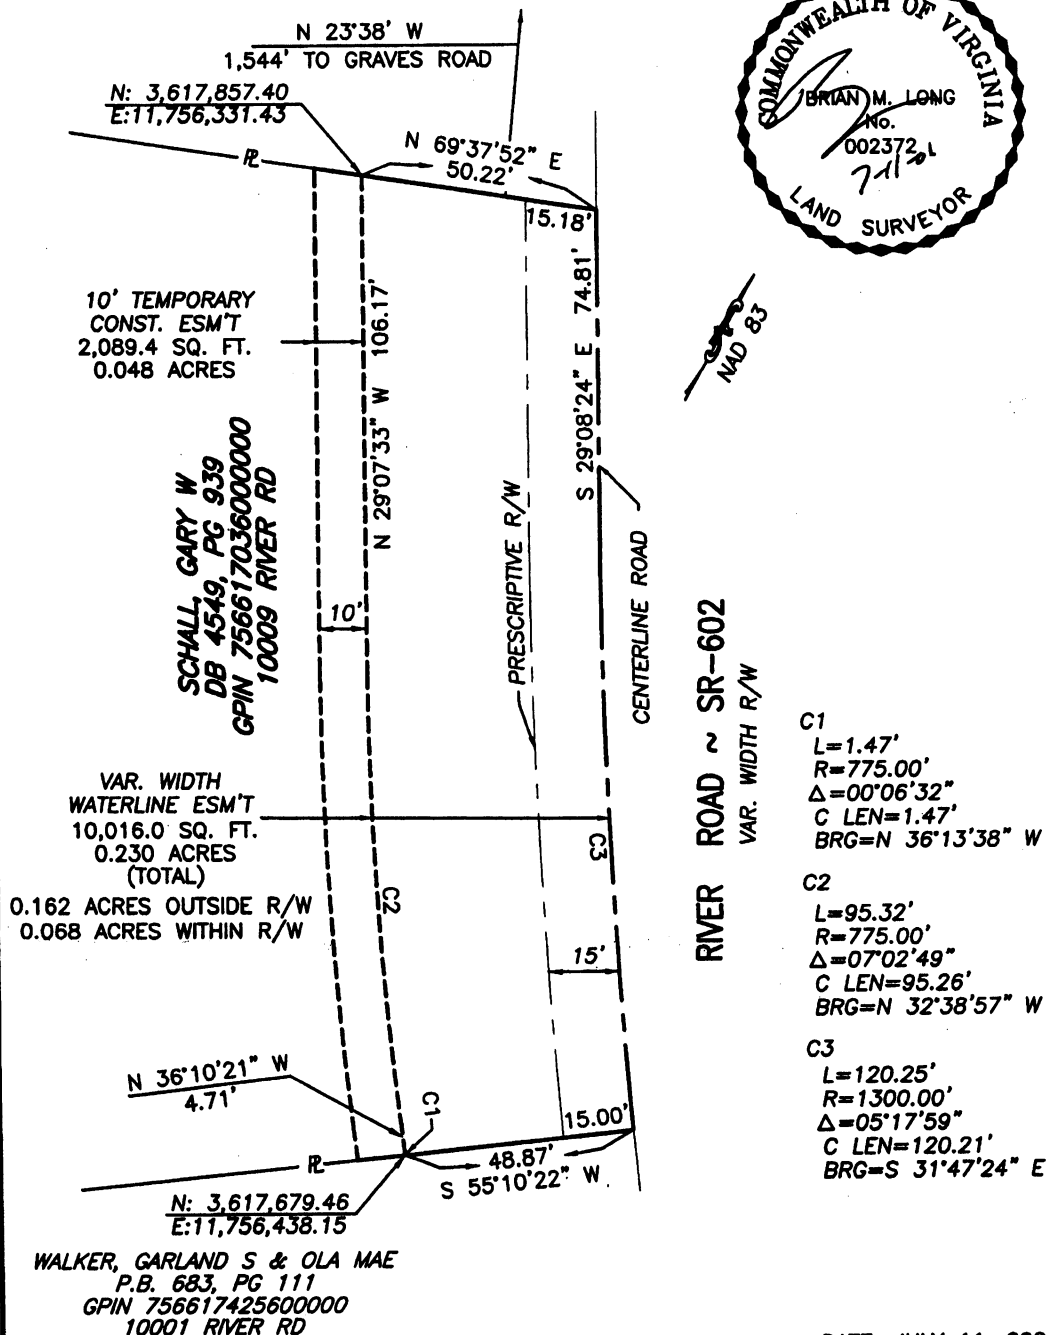 N 23°38' W
1,544' TO GRAVES ROAD
N: 3,617,857.40
E:11,756,331.43
COMMONWEALTH OF VIRGINIA
BRIAN M. LONG
No.
002372
LAND SURVEYOR
N 69°37'52" E
50.22'
15.18'
PL
S 29°08'24" E 74.81'
10' TEMPORARY
CONST. ESM'T
2,089.4 SQ. FT.
0.048 ACRES
N 29°07'33" W 106.17'
NAD 83
SCHALL, GARY W
DB 4549, PG 939
GPIN 756617036000000
10009 RIVER RD
10'
PRESCRIPTIVE R/W
CENTERLINE ROAD
RIVER ROAD ~ SR-602
VAR. WIDTH R/W
VAR. WIDTH
WATERLINE ESM'T
10,016.0 SQ. FT.
0.230 ACRES
(TOTAL)
0.162 ACRES OUTSIDE R/W
0.068 ACRES WITHIN R/W
C3
C2
15'
C1
L=1.47'
R=775.00'
Δ=00°06'32"
C LEN=1.47'
BRG=N 36°13'38" W
C2
L=95.32'
R=775.00'
Δ=07°02'49"
C LEN=95.26'
BRG=N 32°38'57" W
C3
L=120.25'
R=1300.00'
Δ=05°17'59"
C LEN=120.21'
BRG=S 31°47'24" E
N 36°10'21" W
4.71'
C1
15.00'
PL
48.87'
S 55°10'22" W
N: 3,617,679.46
E:11,756,438.15
WALKER, GARLAND S & OLA MAE
P.B. 683, PG 111
GPIN 756617425600000
10001 RIVER RD